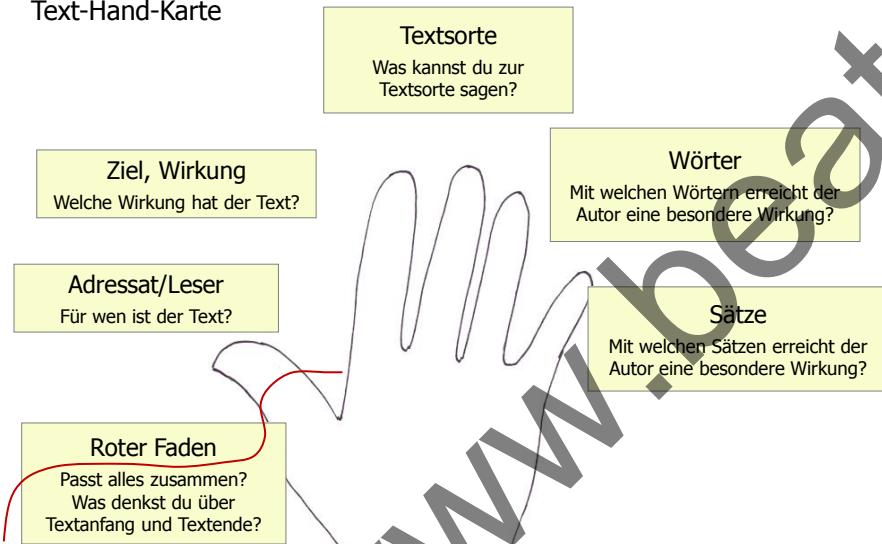 Text-Hand-Karte
Textsorte
Was kannst du zur
Textsorte sagen?
Ziel, Wirkung
Welche Wirkung hat der Text?
Wörter
Mit welchen Wörtern erreicht der
Autor eine besondere Wirkung?
Adressat/Leser
Für wen ist der Text?
Sätze
Mit welchen Sätzen erreicht der
Autor eine besondere Wirkung?
Roter Faden
Passt alles zusammen?
Was denkst du über
Textanfang und Textende?
www.beat